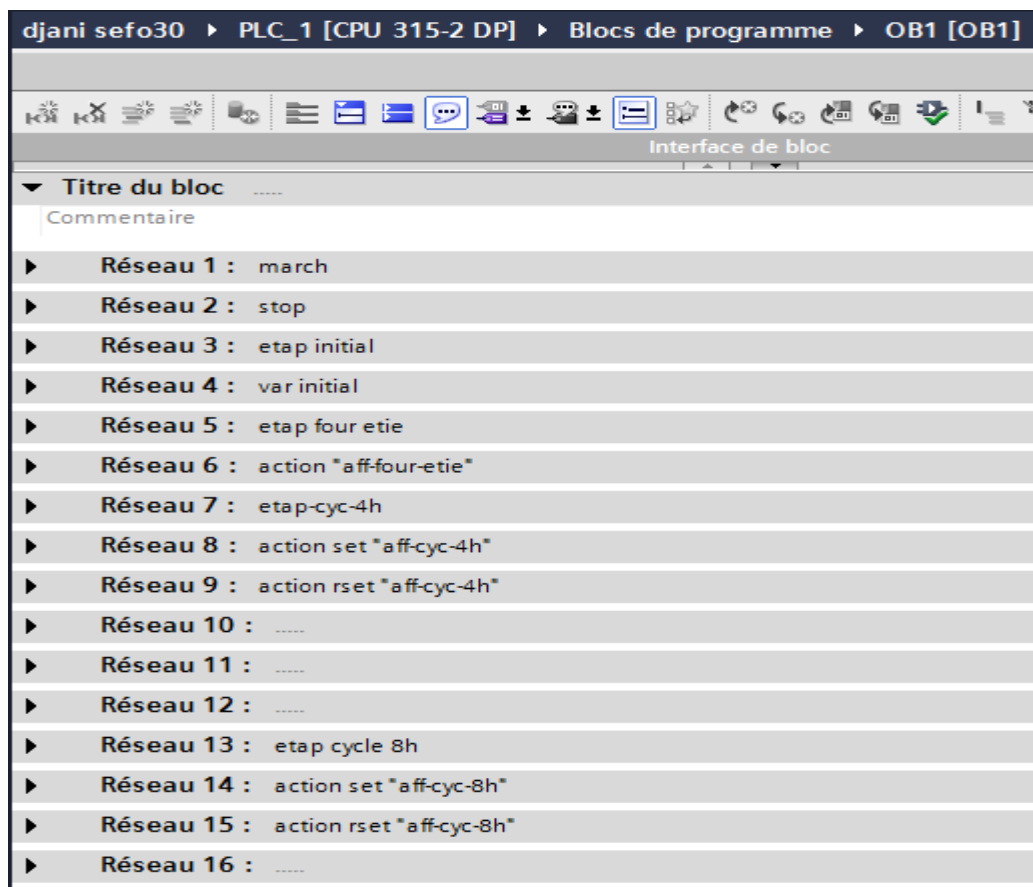 djani sefo30 ▸ PLC_1 [CPU 315-2 DP] ▸ Blocs de programme ▸ OB1 [OB1]
Interface de bloc
Titre du bloc .....
Commentaire
Réseau 1 : march
Réseau 2 : stop
Réseau 3 : etap initial
Réseau 4 : var initial
Réseau 5 : etap four etie
Réseau 6 : action "aff-four-etie"
Réseau 7 : etap-cyc-4h
Réseau 8 : action set "aff-cyc-4h"
Réseau 9 : action rset "aff-cyc-4h"
Réseau 10 : .....
Réseau 11 : .....
Réseau 12 : .....
Réseau 13 : etap cycle 8h
Réseau 14 : action set "aff-cyc-8h"
Réseau 15 : action rset "aff-cyc-8h"
Réseau 16 : .....